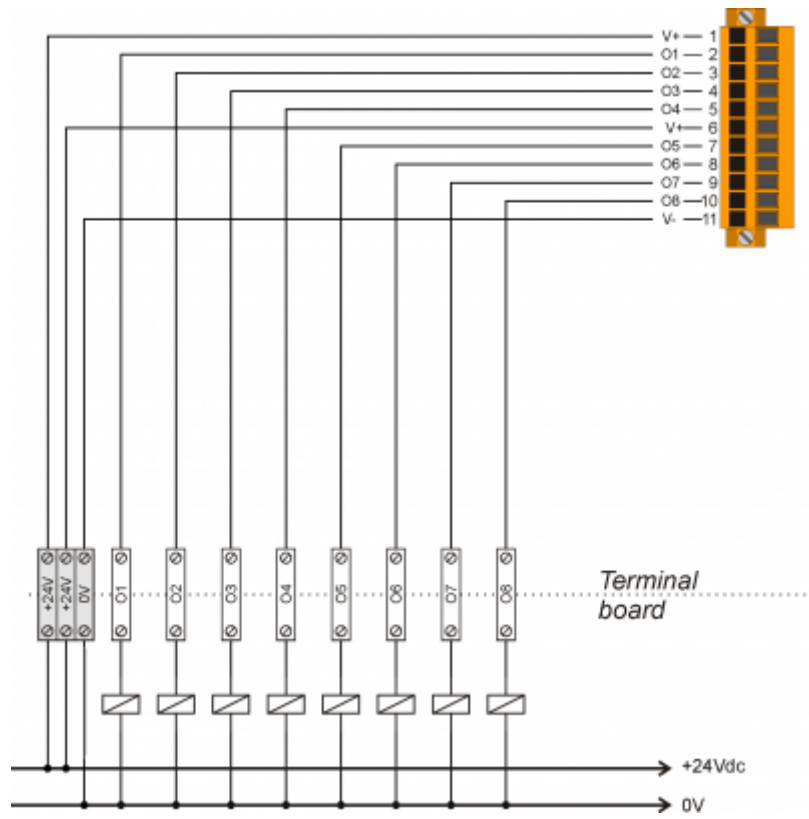 V+ 1
O1 2
O2 3
O3 4
O4 5
V+ 6
O5 7
O6 8
O7 9
O8 10
V- 11
+24V
+24V
0V
O1
O2
O3
O4
O5
O6
O7
O8
Terminal
board
+24Vdc
0V